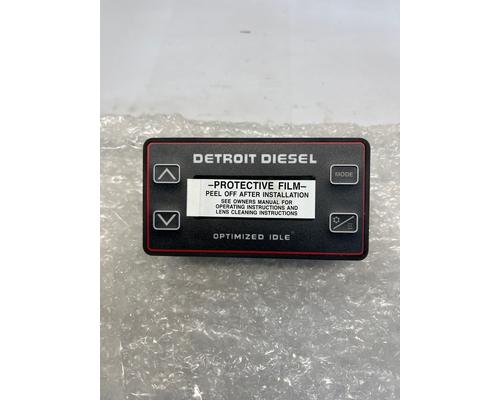 DETROIT DIESEL
–PROTECTIVE FILM–
PEEL OFF AFTER INSTALLATION
SEE OWNERS MANUAL FOR
OPERATING INSTRUCTIONS AND
LENS CLEANING INSTRUCTIONS
MODE
OPTIMIZED IDLE